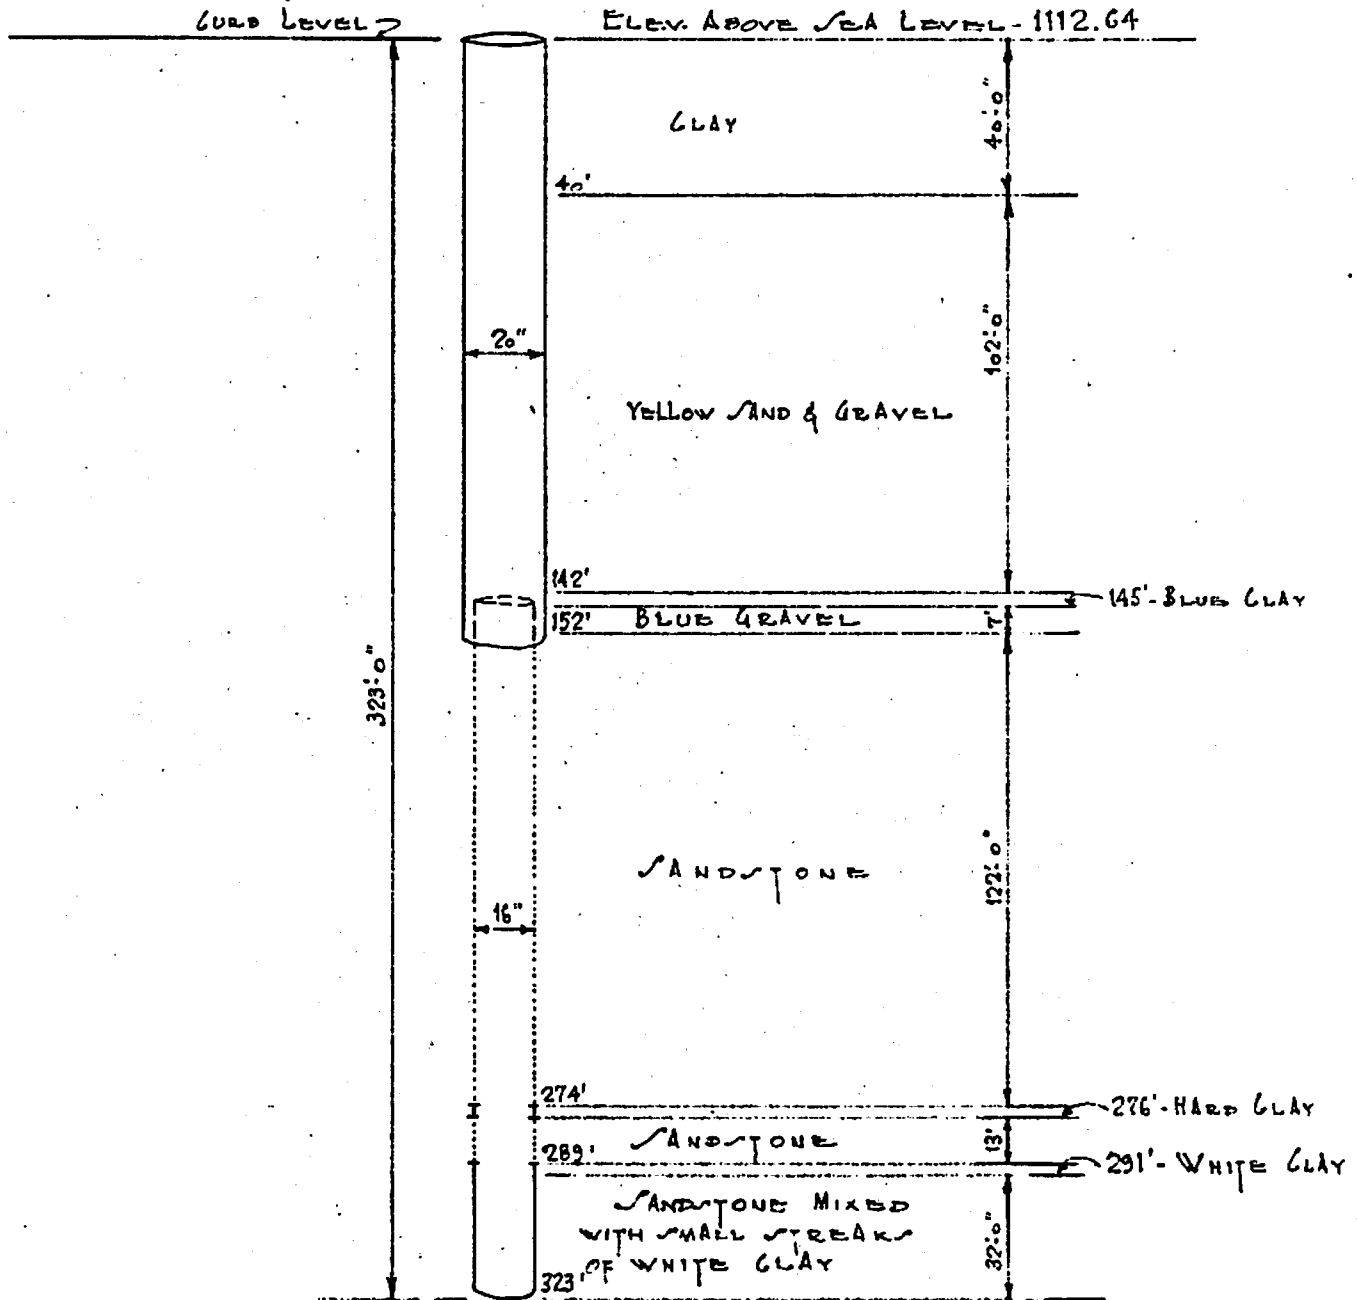 CURB LEVEL
ELEV. ABOVE SEA LEVEL - 1112.64
CLAY
40'-0"
40'
20"
102'-0"
YELLOW SAND & GRAVEL
142'
145'-BLUE CLAY
152'
BLUE GRAVEL
7'
323'-0"
SANDSTONE
122'-0"
16"
274'
276'-HARD CLAY
SANDSTONE
13'
289'
291'-WHITE CLAY
SANDSTONE MIXED
WITH SMALL STREAKS
OF WHITE CLAY
32'-0"
323'